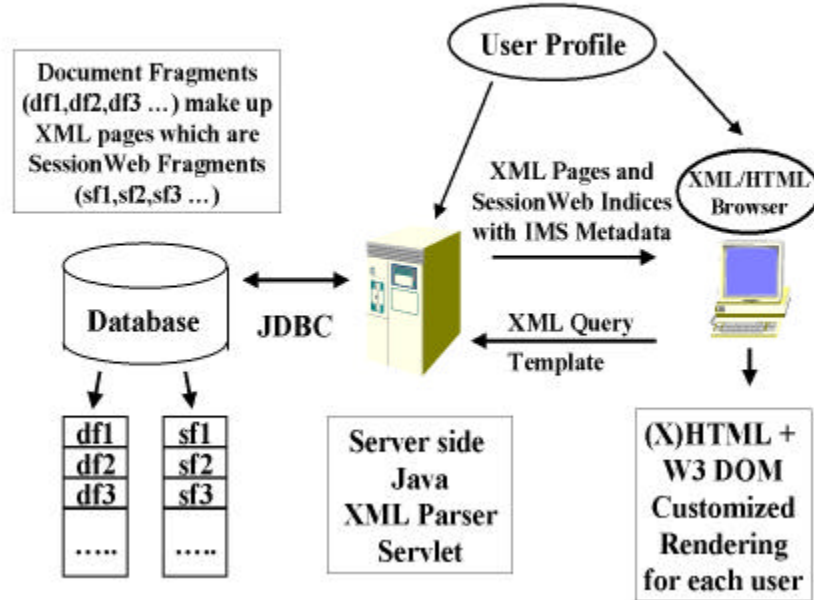 User Profile
Document Fragments
(df1,df2,df3 ...) make up
XML pages which are
SessionWeb Fragments
(sf1,sf2,sf3 ...)
XML Pages and
SessionWeb Indices
with IMS Metadata
XML/HTML
Browser
Database
JDBC
XML Query
Template
df1
df2
df3
.....
sf1
sf2
sf3
.....
Server side
Java
XML Parser
Servlet
(X)HTML +
W3 DOM
Customized
Rendering
for each user